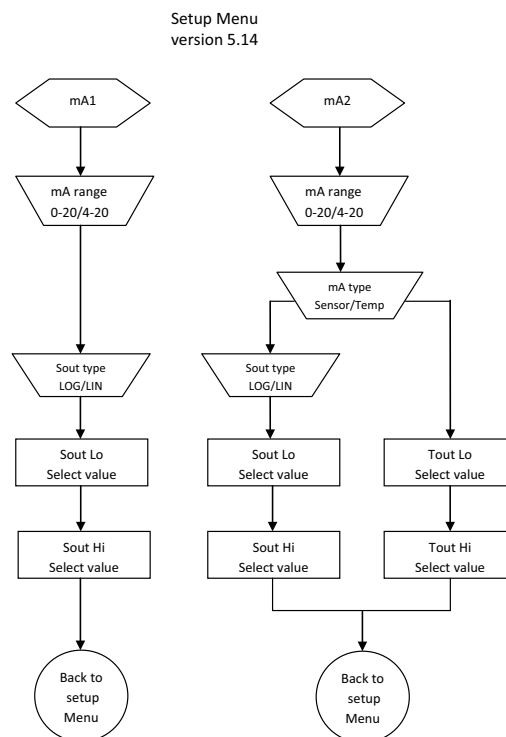 Setup Menu
version 5.14
mA1
mA range
0-20/4-20
Sout type
LOG/LIN
Sout Lo
Select value
Sout Hi
Select value
Back to
setup
Menu
mA2
mA range
0-20/4-20
mA type
Sensor/Temp
Sout type
LOG/LIN
Sout Lo
Select value
Sout Hi
Select value
Tout Lo
Select value
Tout Hi
Select value
Back to
setup
Menu